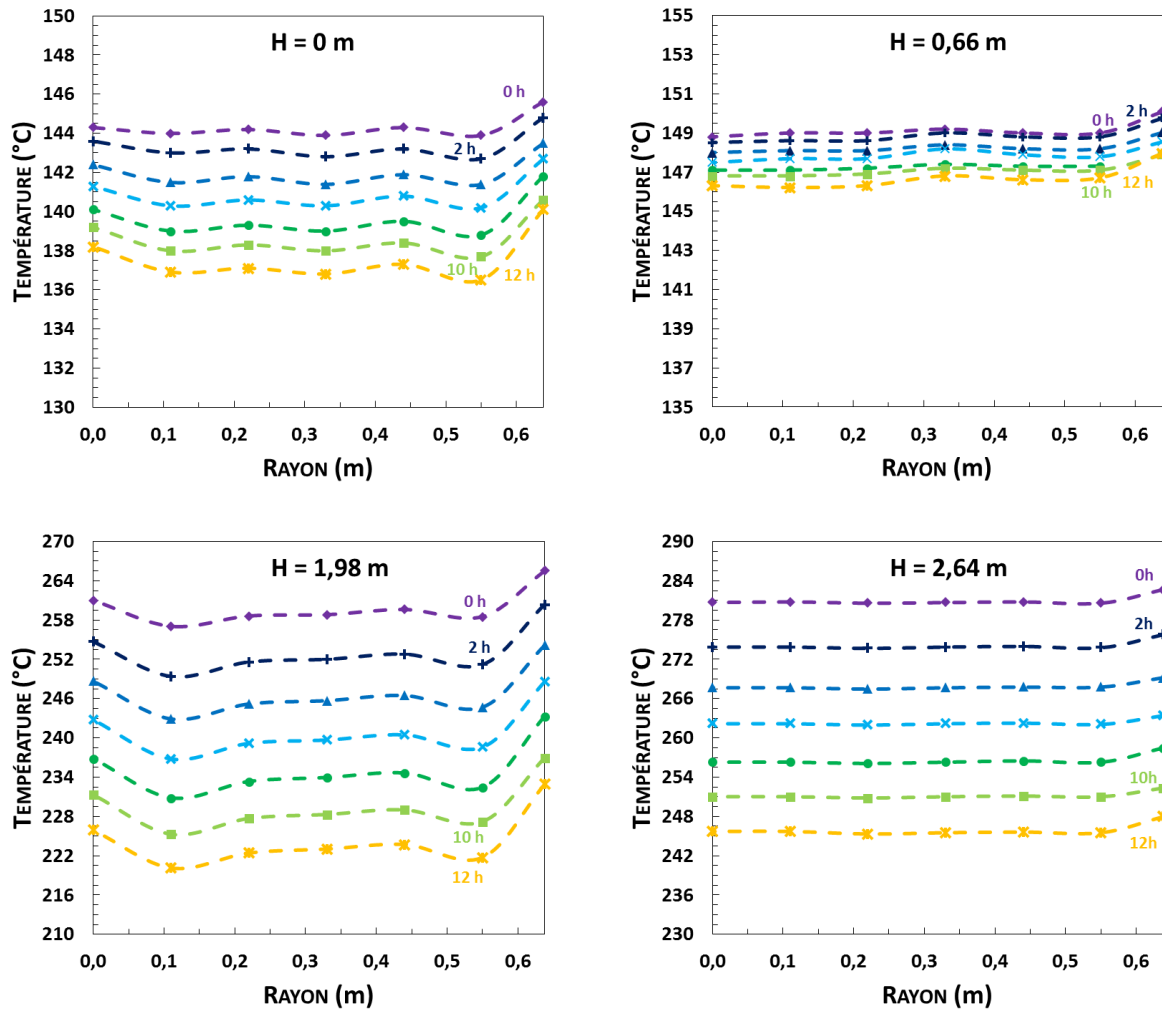 H = 0 m
TEMPÉRATURE (°C)
150
148
146
144
142
140
138
136
134
132
130
0 h
2 h
10 h
12 h
0,0 0,1 0,2 0,3 0,4 0,5 0,6
RAYON (m)
H = 0,66 m
TEMPÉRATURE (°C)
155
153
151
149
147
145
143
141
139
137
135
2 h
0 h
12 h
10 h
0,0 0,1 0,2 0,3 0,4 0,5 0,6
RAYON (m)
H = 1,98 m
TEMPÉRATURE (°C)
270
264
258
252
246
240
234
228
222
216
210
0 h
2 h
10 h
12 h
0,0 0,1 0,2 0,3 0,4 0,5 0,6
RAYON (m)
H = 2,64 m
TEMPÉRATURE (°C)
290
284
278
272
266
260
254
248
242
236
230
0h
2h
10h
12h
0,0 0,1 0,2 0,3 0,4 0,5 0,6
RAYON (m)